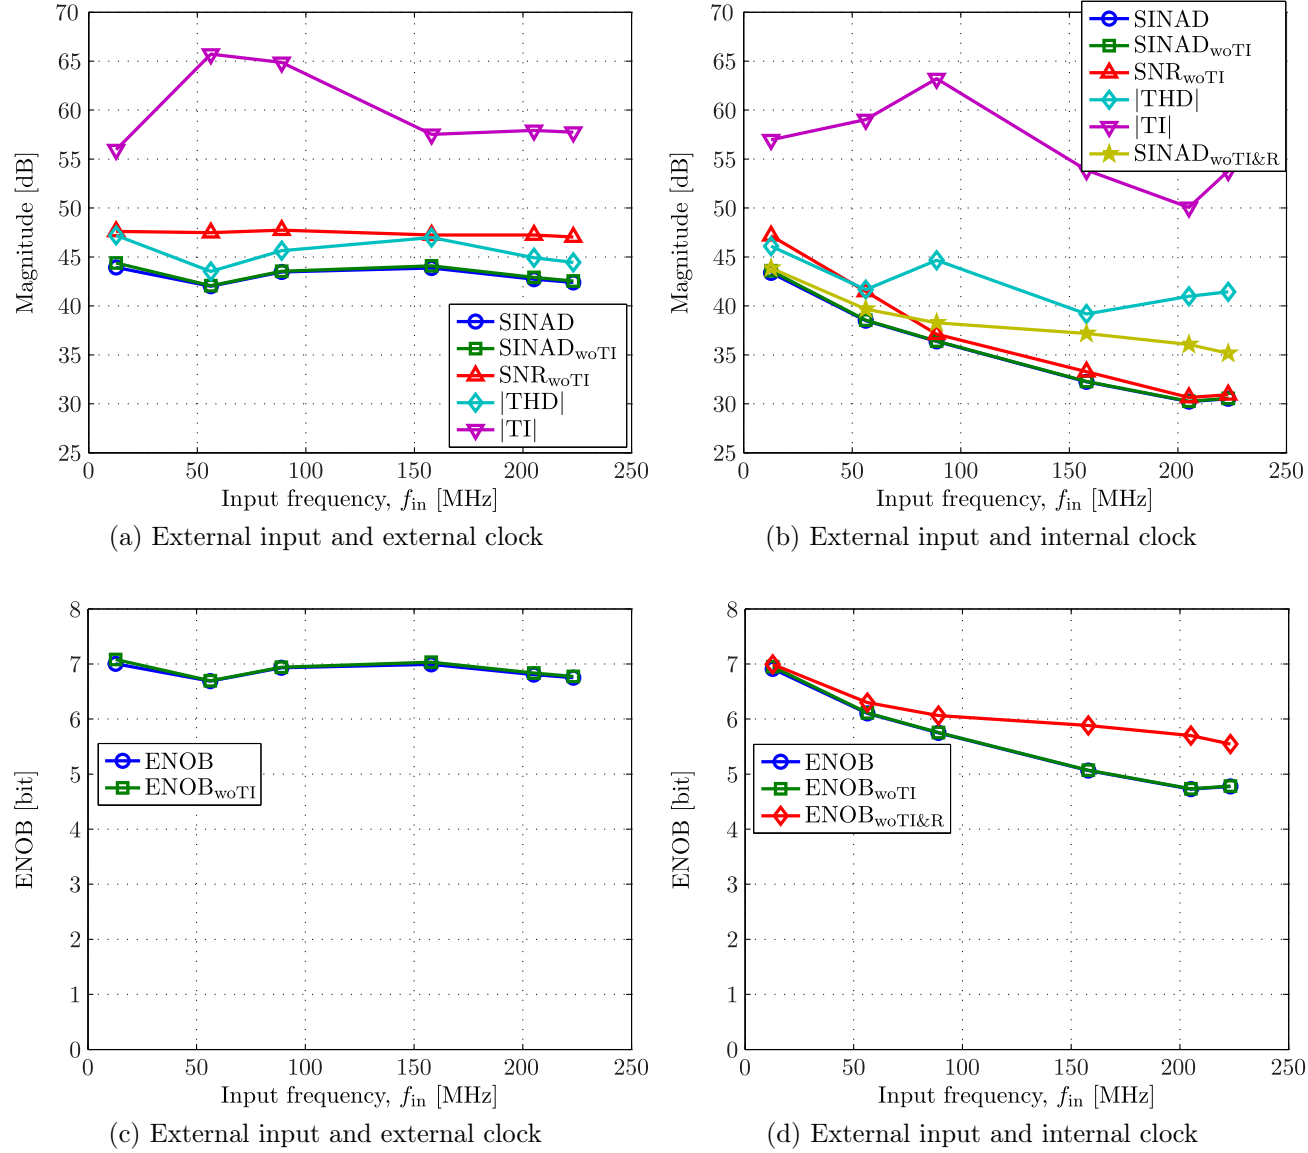 70
65
60
55
50
45
40
35
30
25
Magnitude [dB]
SINAD
SINAD_woTI
SNR_woTI
|THD|
|TI|
0 50 100 150 200 250
Input frequency, f_in [MHz]
(a) External input and external clock
70
65
60
55
50
45
40
35
30
25
Magnitude [dB]
SINAD
SINAD_woTI
SNR_woTI
|THD|
|TI|
SINAD_woTI&R
0 50 100 150 200 250
Input frequency, f_in [MHz]
(b) External input and internal clock
8
7
6
5
4
3
2
1
0
ENOB [bit]
ENOB
ENOB_woTI
0 50 100 150 200 250
Input frequency, f_in [MHz]
(c) External input and external clock
8
7
6
5
4
3
2
1
0
ENOB [bit]
ENOB
ENOB_woTI
ENOB_woTI&R
0 50 100 150 200 250
Input frequency, f_in [MHz]
(d) External input and internal clock